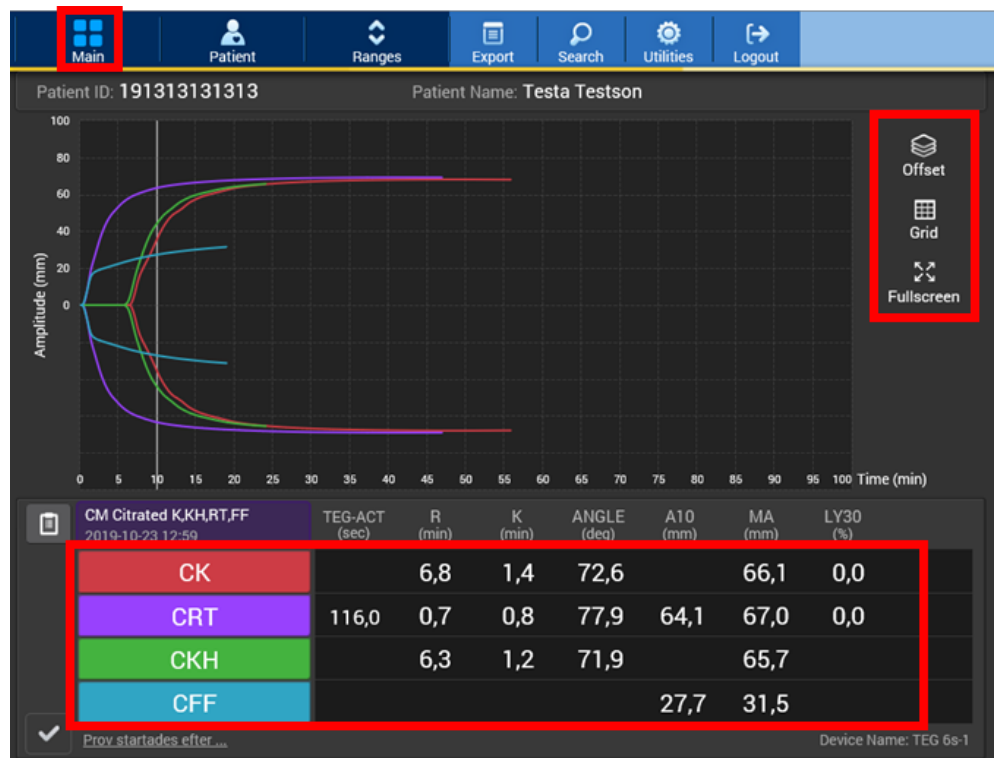 Main Patient Ranges Export Search Utilities Logout
Patient ID: 191313131313 Patient Name: Testa Testson
100
80
60
40
20
0
Amplitude (mm)
Offset
Grid
Fullscreen
0 5 10 15 20 25 30 35 40 45 50 55 60 65 70 75 80 85 90 95 100 Time (min)
CM Citrated K,KH,RT,FF TEG-ACT R K ANGLE A10 MA LY30
2019-10-23 12:59 (sec) (min) (min) (deg) (mm) (mm) (%)
CK 6,8 1,4 72,6 66,1 0,0
CRT 116,0 0,7 0,8 77,9 64,1 67,0 0,0
CKH 6,3 1,2 71,9 65,7
CFF 27,7 31,5
Prov startades efter ... Device Name: TEG 6s-1